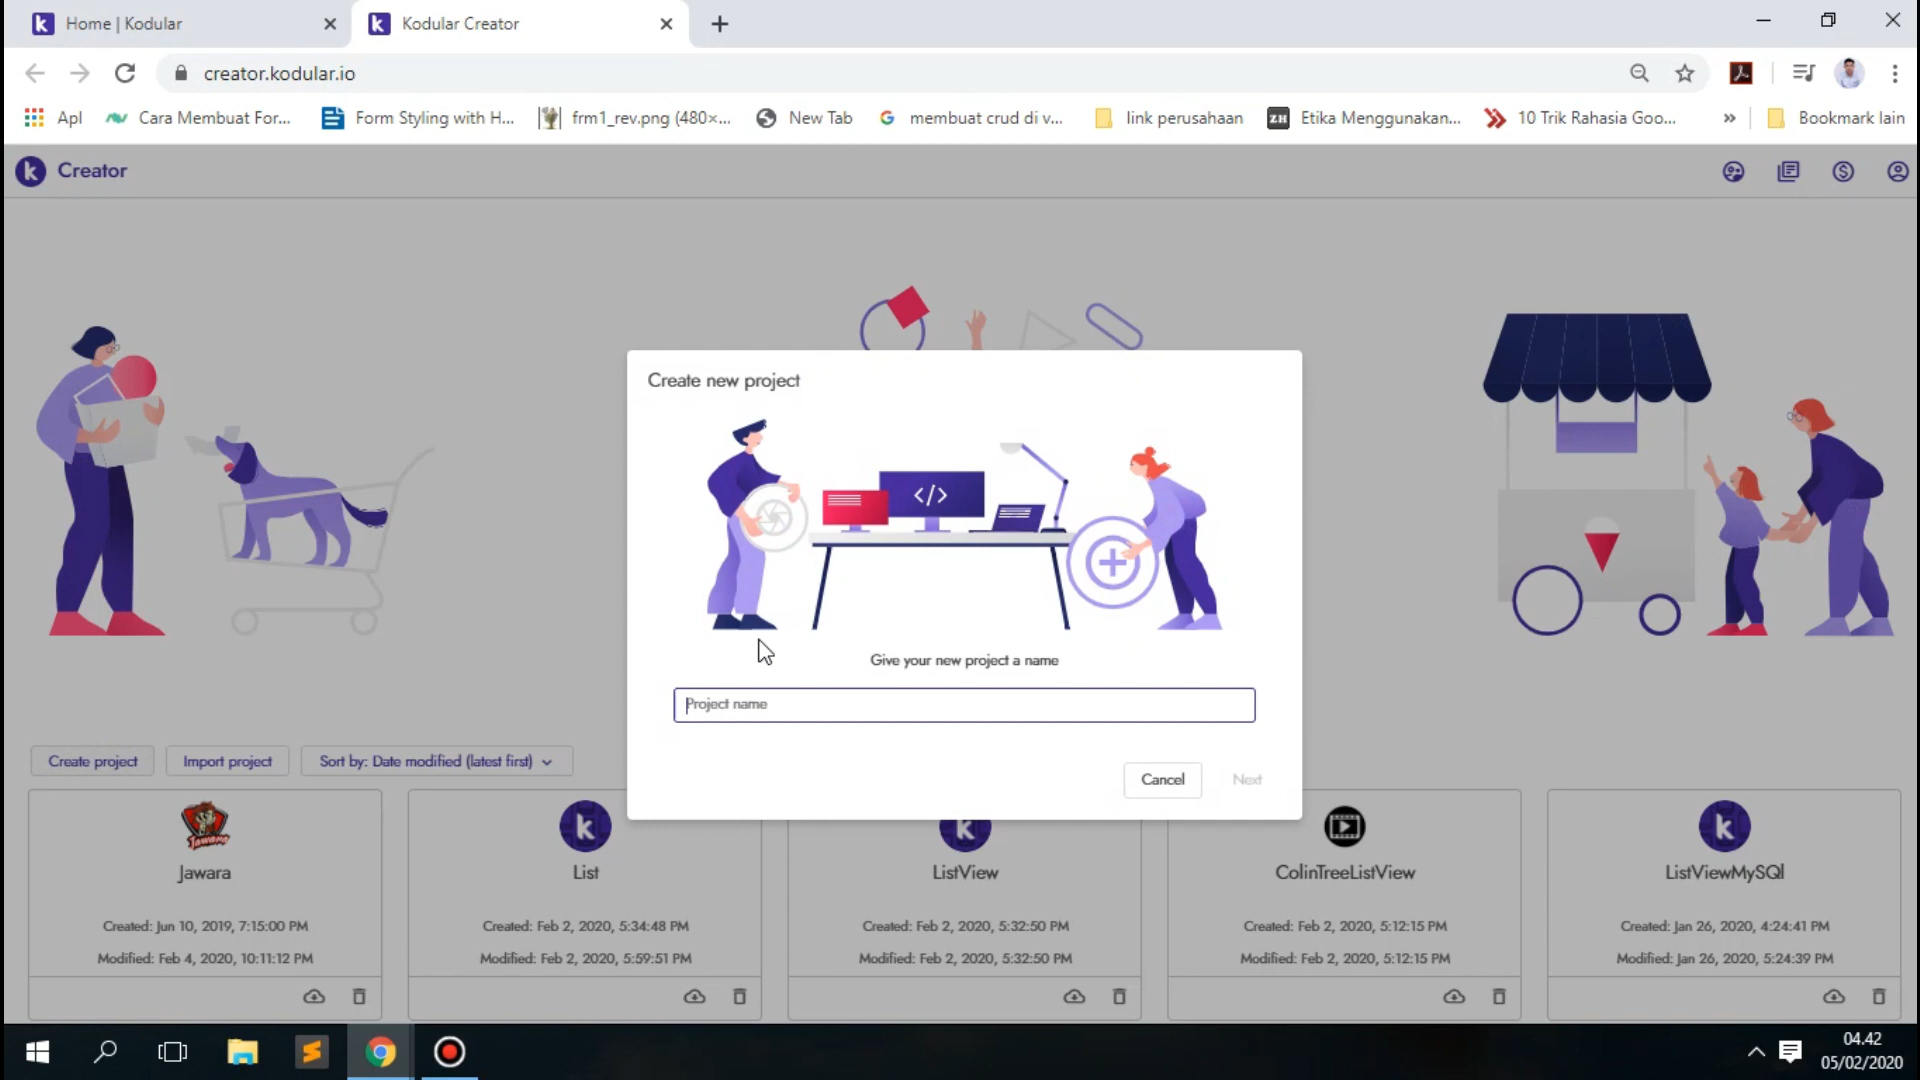 Home | Kodular
Kodular Creator
creator.kodular.io
Apl
Cara Membuat For...
Form Styling with H...
frm1_rev.png (480×...
New Tab
membuat crud di v...
link perusahaan
ZH
Etika Menggunakan...
10 Trik Rahasia Goo...
»
Bookmark lain
k Creator
Create new project
</>
Give your new project a name
Project name
Cancel
Next
Create project
Import project
Sort by: Date modified (latest first)
Jawara
List
ListView
ColinTreeListView
ListViewMySQl
Created: Jun 10, 2019, 7:15:00 PM
Created: Feb 2, 2020, 5:34:48 PM
Created: Feb 2, 2020, 5:32:50 PM
Created: Feb 2, 2020, 5:12:15 PM
Created: Jan 26, 2020, 4:24:41 PM
Modified: Feb 4, 2020, 10:11:12 PM
Modified: Feb 2, 2020, 5:59:51 PM
Modified: Feb 2, 2020, 5:32:50 PM
Modified: Feb 2, 2020, 5:12:15 PM
Modified: Jan 26, 2020, 5:24:39 PM
04.42
05/02/2020